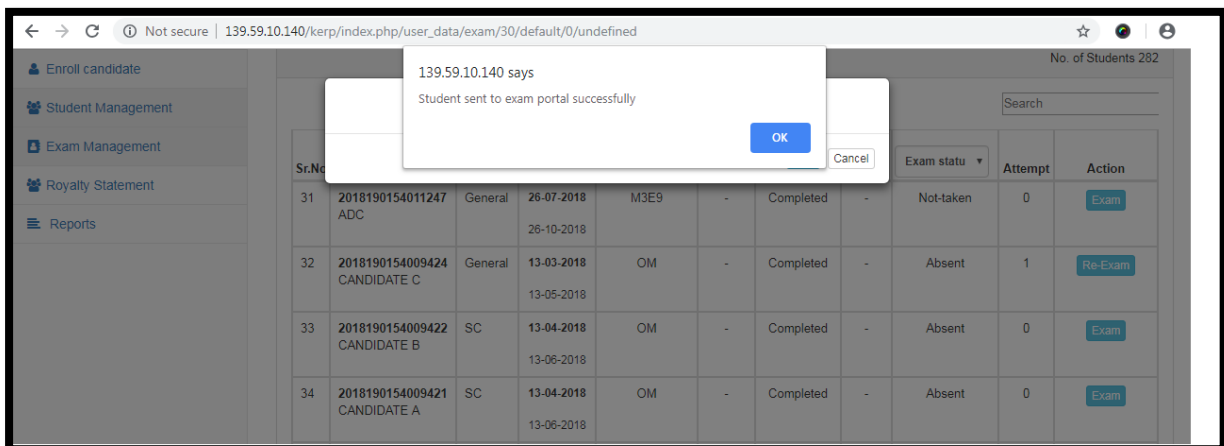 Not secure | 139.59.10.140/kerp/index.php/user_data/exam/30/default/0/undefined
Enroll candidate
Student Management
Exam Management
Royalty Statement
Reports
No. of Students 282
Search
139.59.10.140 says
Student sent to exam portal successfully
OK
Cancel
Sr.No Exam statu Attempt Action
31 2018190154011247 General 26-07-2018 M3E9 - Completed - Not-taken 0 Exam
ADC
26-10-2018
32 2018190154009424 General 13-03-2018 OM - Completed - Absent 1 Re-Exam
CANDIDATE C
13-05-2018
33 2018190154009422 SC 13-04-2018 OM - Completed - Absent 0 Exam
CANDIDATE B
13-06-2018
34 2018190154009421 SC 13-04-2018 OM - Completed - Absent 0 Exam
CANDIDATE A
13-06-2018